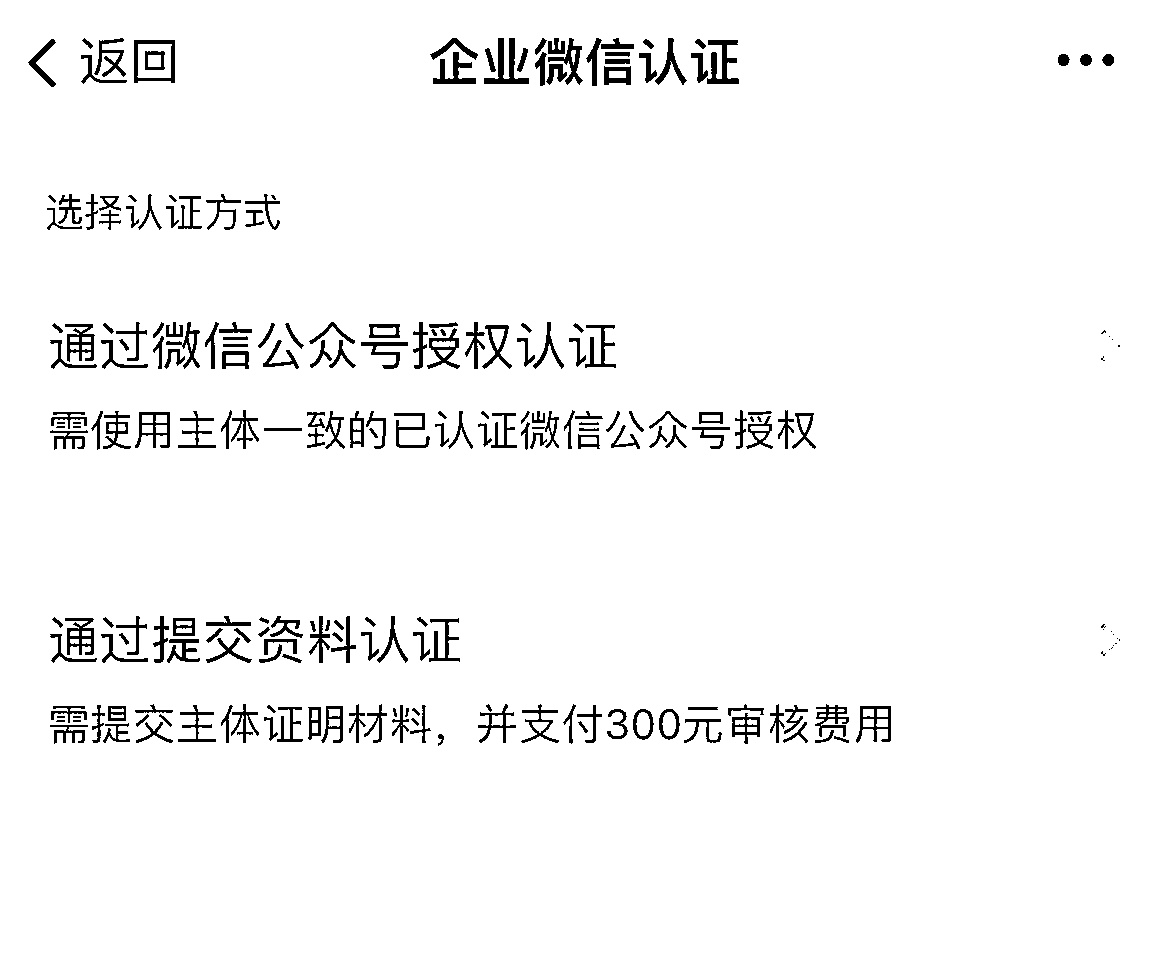 返回 企业微信认证
选择认证方式
通过微信公众号授权认证
需使用主体一致的已认证微信公众号授权
通过提交资料认证
需提交主体证明材料，并支付300元审核费用